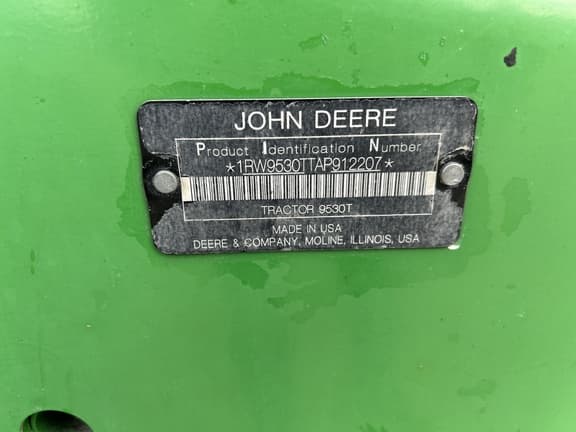 JOHN DEERE
Product Identification Number
*1RW9530TTAP912207*
TRACTOR 9530T
MADE IN USA
DEERE & COMPANY, MOLINE, ILLINOIS, USA